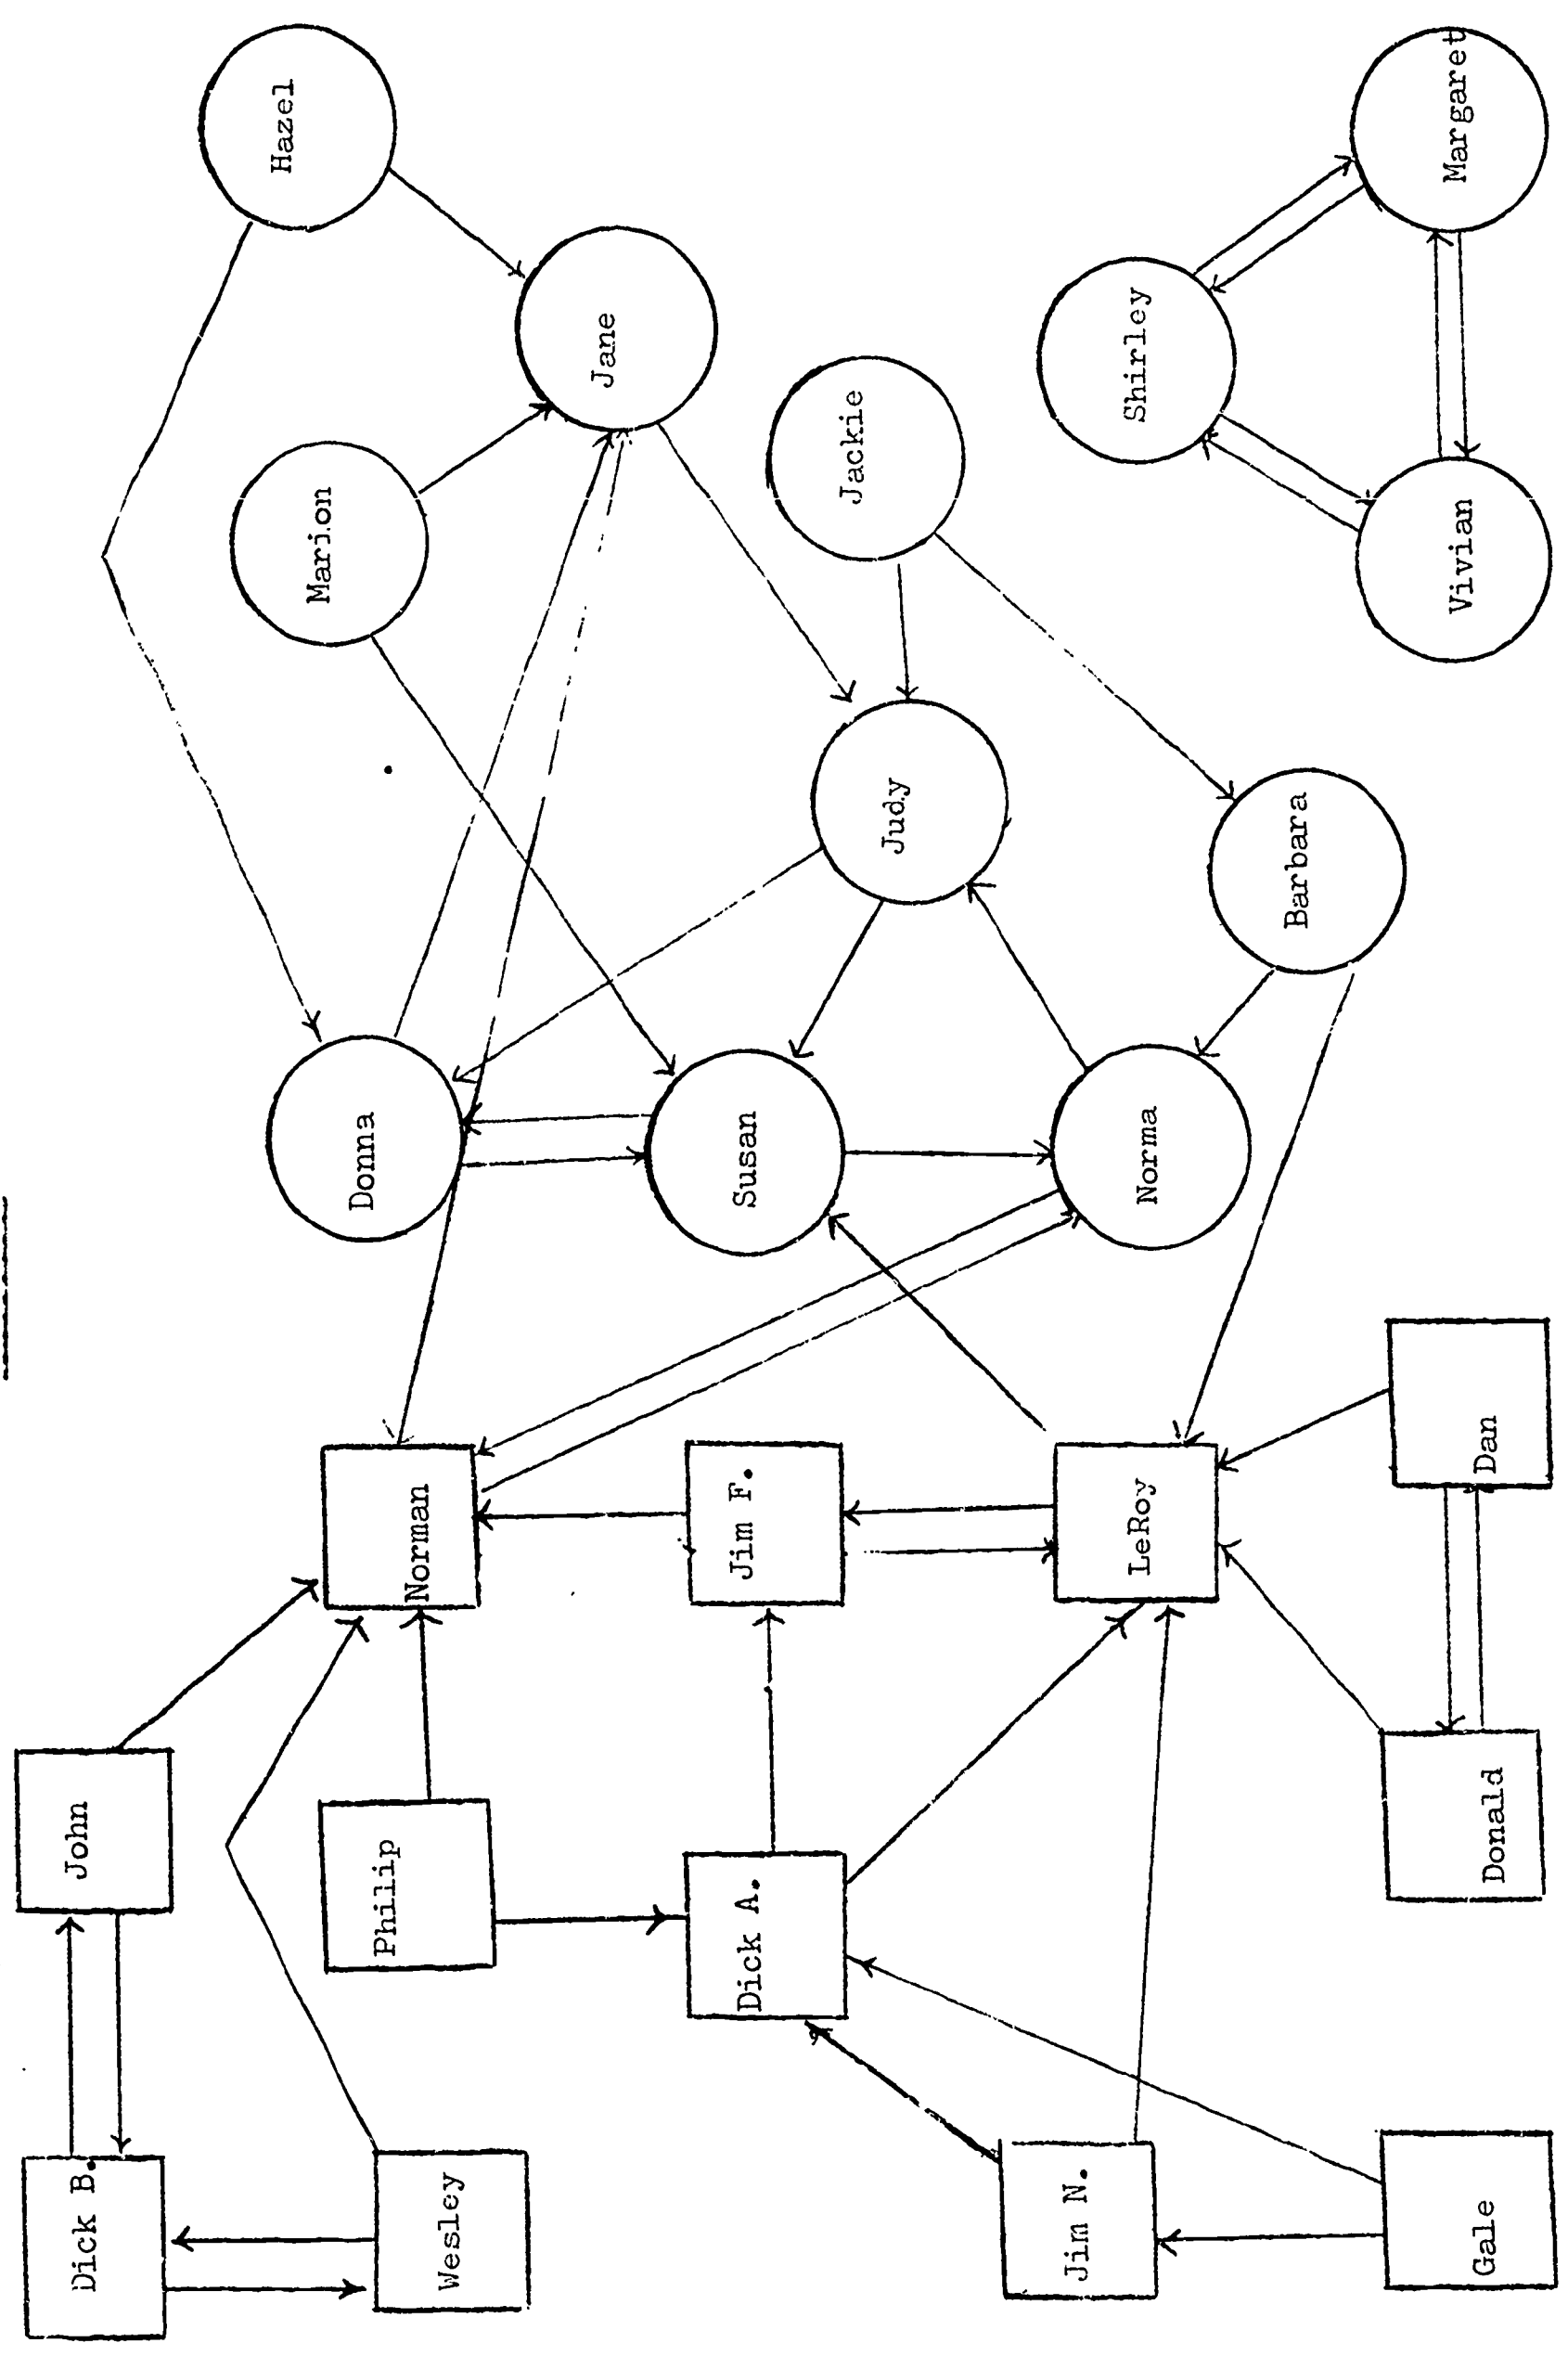 Dick B.
John
Wesley
Philip
Norman
Donna
Marion
Hazel
Dick A.
Jim F.
Susan
Jane
Jim N.
LeRoy
Norma
Judy
Jackie
Shirley
Gale
Donald
Dan
Barbara
Vivian
Margaret